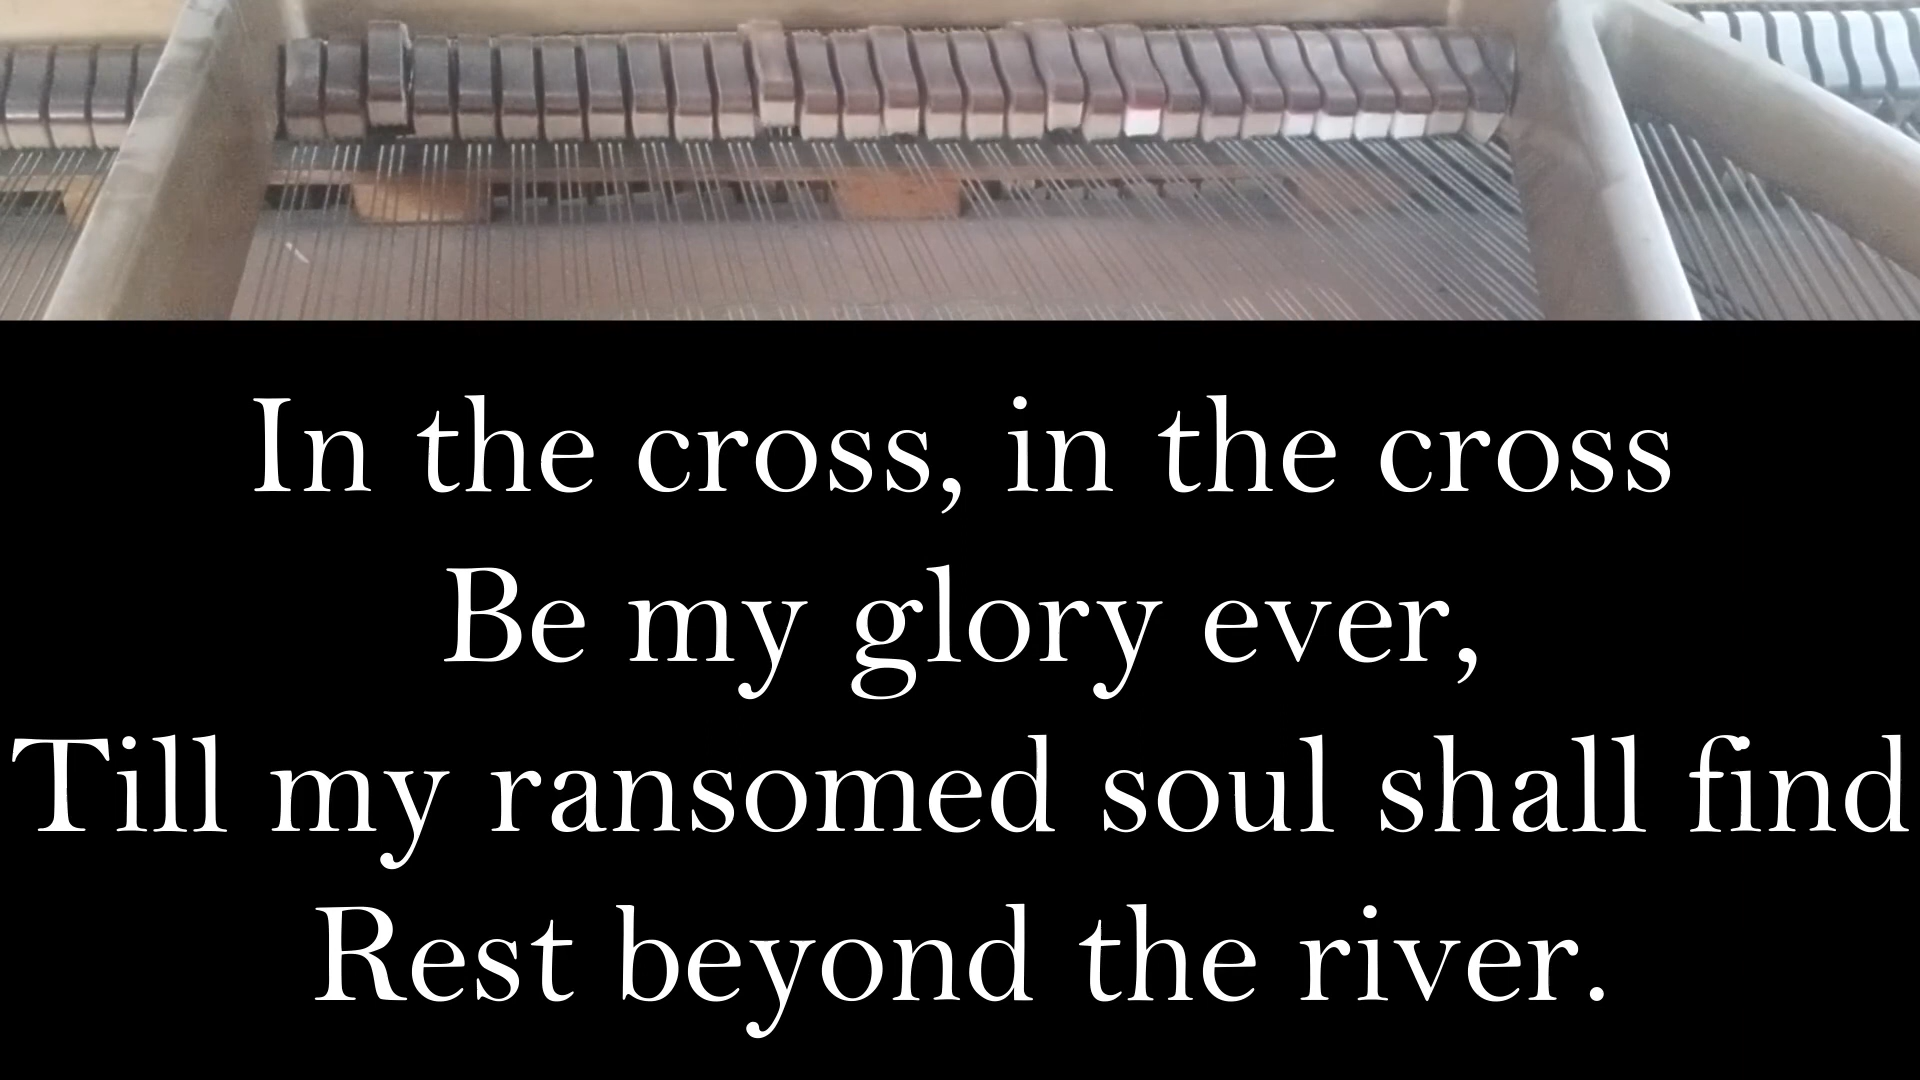 In the cross, in the cross
Be my glory ever,
Till my ransomed soul shall find
Rest beyond the river.